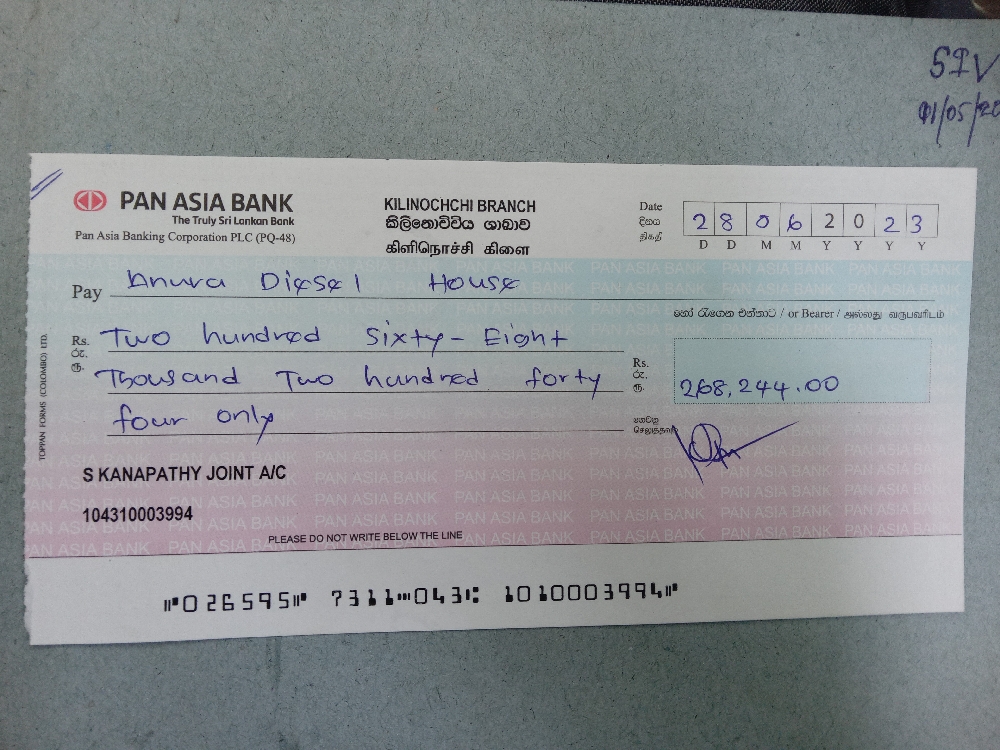 SIV
01/05/20
PAN ASIA BANK
The Truly Sri Lankan Bank
Pan Asia Banking Corporation PLC (PQ-48)
KILINOCHCHI BRANCH
කිලිනොච්චිය ශාඛාව
கிளிநொச்சி கிளை
Date
දිනය
திகதி
2 8 0 6 2 0 2 3
D D M M Y Y Y Y
Pay Anura Diesel House
හෝ රැගෙන එන්නාට / or Bearer / அல்லது வருபவரிடம்
Rs.
රු.
ரூ.
Two hundred Sixty - Eight
Thousand Two hundred forty
four only
Rs.
රු.
ரூ.
268,244.00
TOPPAN FORMS (COLOMBO) LTD.
S KANAPATHY JOINT A/C
104310003994
PLEASE DO NOT WRITE BELOW THE LINE
⑈026595⑈ 7311⑉043⑆ 1010003994⑈